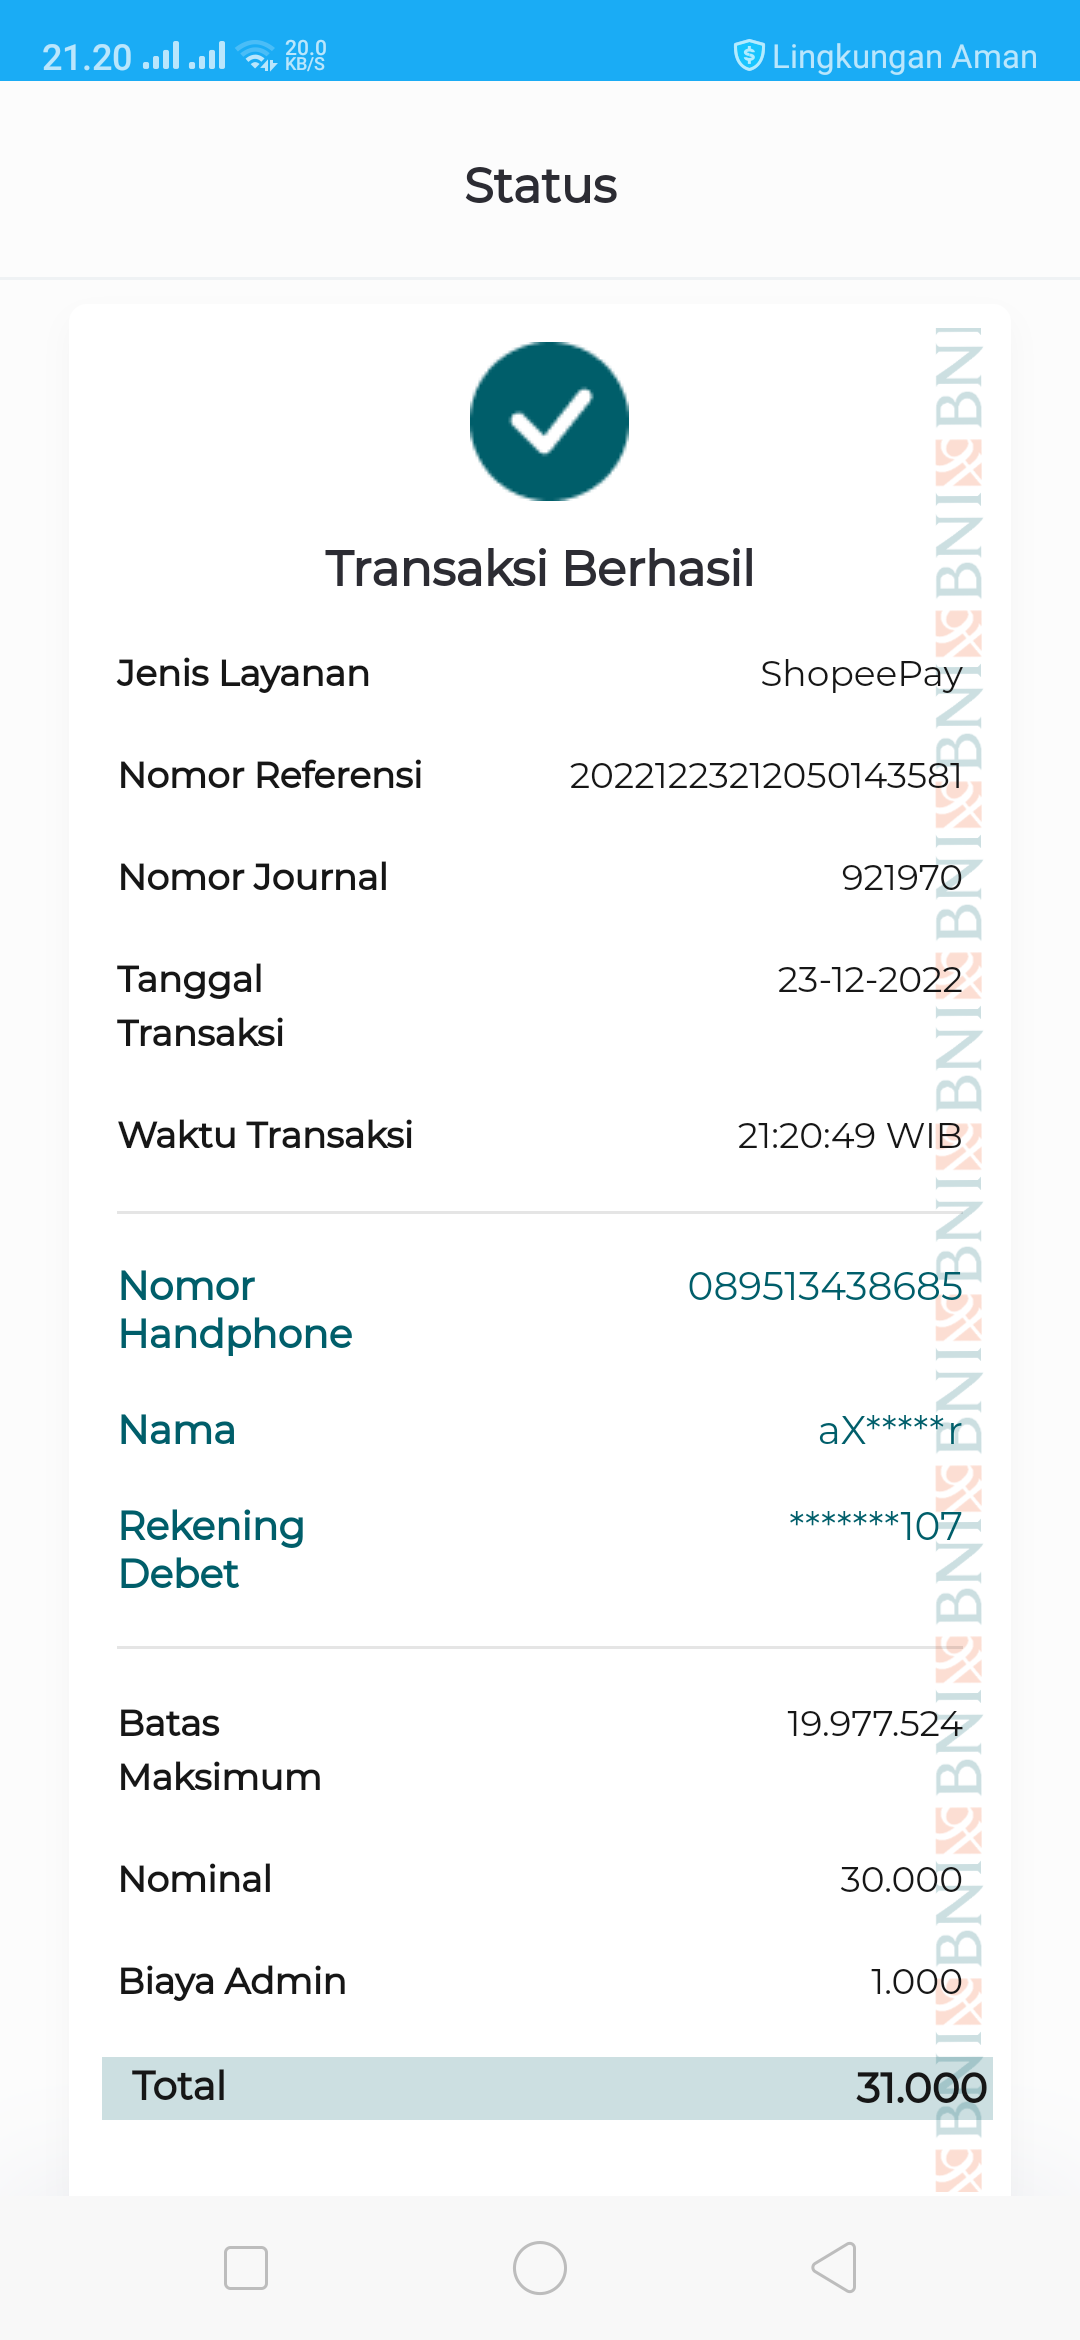 21.20 20.0 KB/S Lingkungan Aman
Status
Transaksi Berhasil
Jenis Layanan ShopeePay
Nomor Referensi 20221223212050143581
Nomor Journal 921970
Tanggal 23-12-2022
Transaksi
Waktu Transaksi 21:20:49 WIB
Nomor 089513438685
Handphone
Nama aX*****r
Rekening *******107
Debet
Batas 19.977.524
Maksimum
Nominal 30.000
Biaya Admin 1.000
Total 31.000
BNI BNI BNI BNI BNI BNI BNI BNI BNI BNI BNI